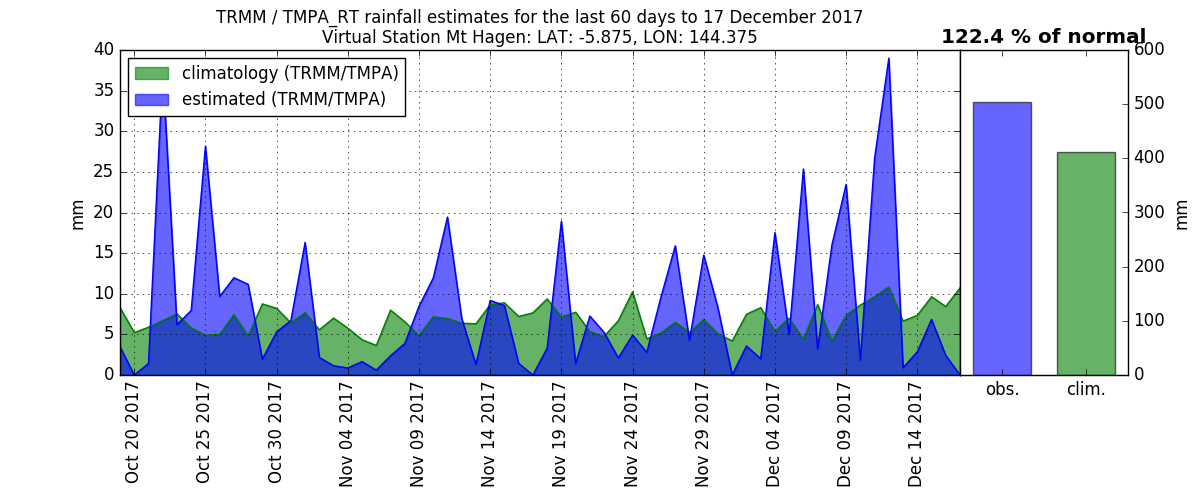 TRMM / TMPA_RT rainfall estimates for the last 60 days to 17 December 2017
Virtual Station Mt Hagen: LAT: -5.875, LON: 144.375
122.4 % of normal
climatology (TRMM/TMPA)
estimated (TRMM/TMPA)
40
35
30
25
20
15
10
5
0
mm
600
500
400
300
200
100
0
mm
obs.
clim.
Oct 20 2017
Oct 25 2017
Oct 30 2017
Nov 04 2017
Nov 09 2017
Nov 14 2017
Nov 19 2017
Nov 24 2017
Nov 29 2017
Dec 04 2017
Dec 09 2017
Dec 14 2017